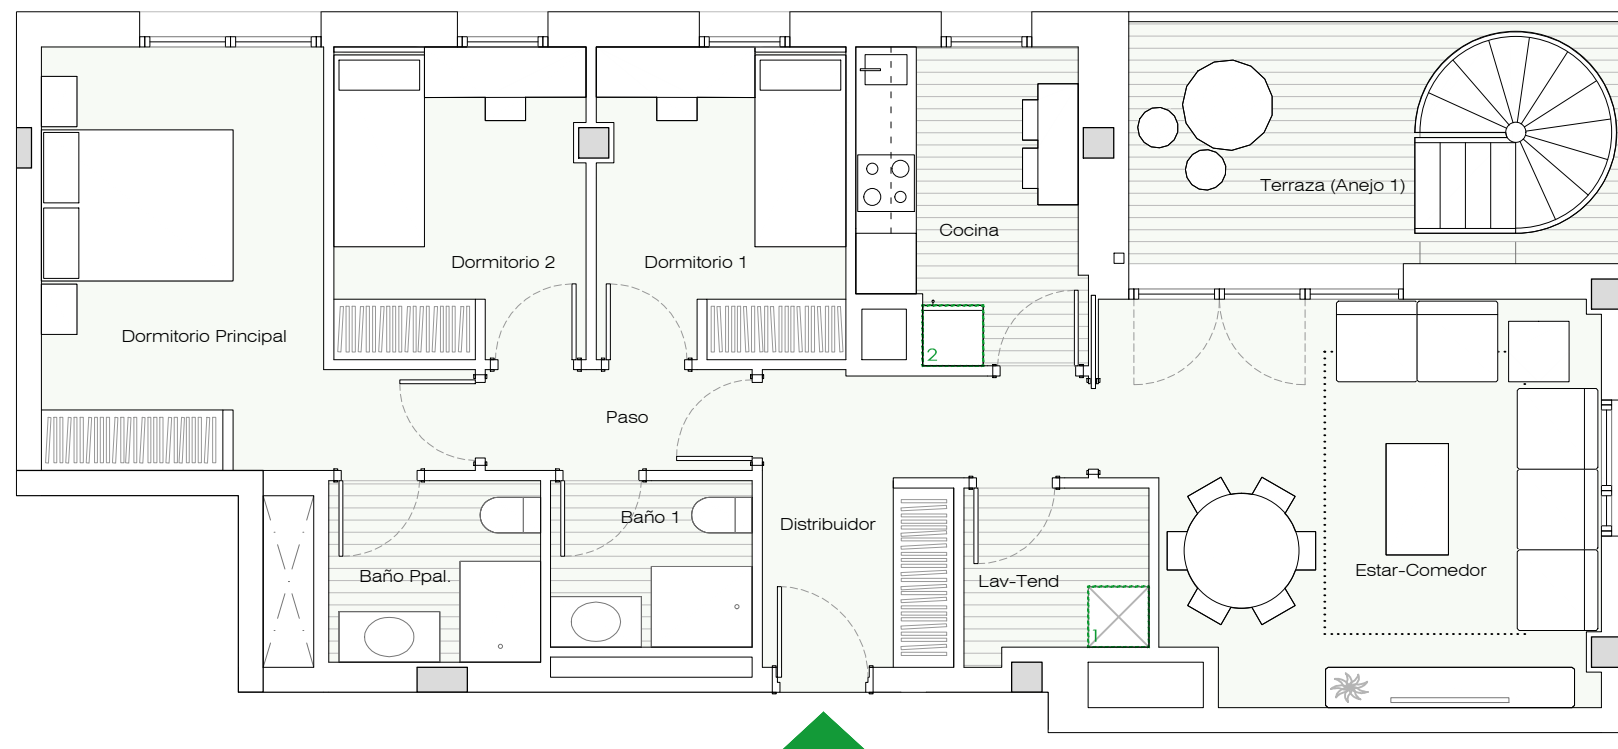 Terraza (Anejo 1)
Cocina
Dormitorio 2
Dormitorio 1
Dormitorio Principal
2
Paso
Baño 1
Distribuidor
Baño Ppal.
Lav-Tend
Estar-Comedor
1